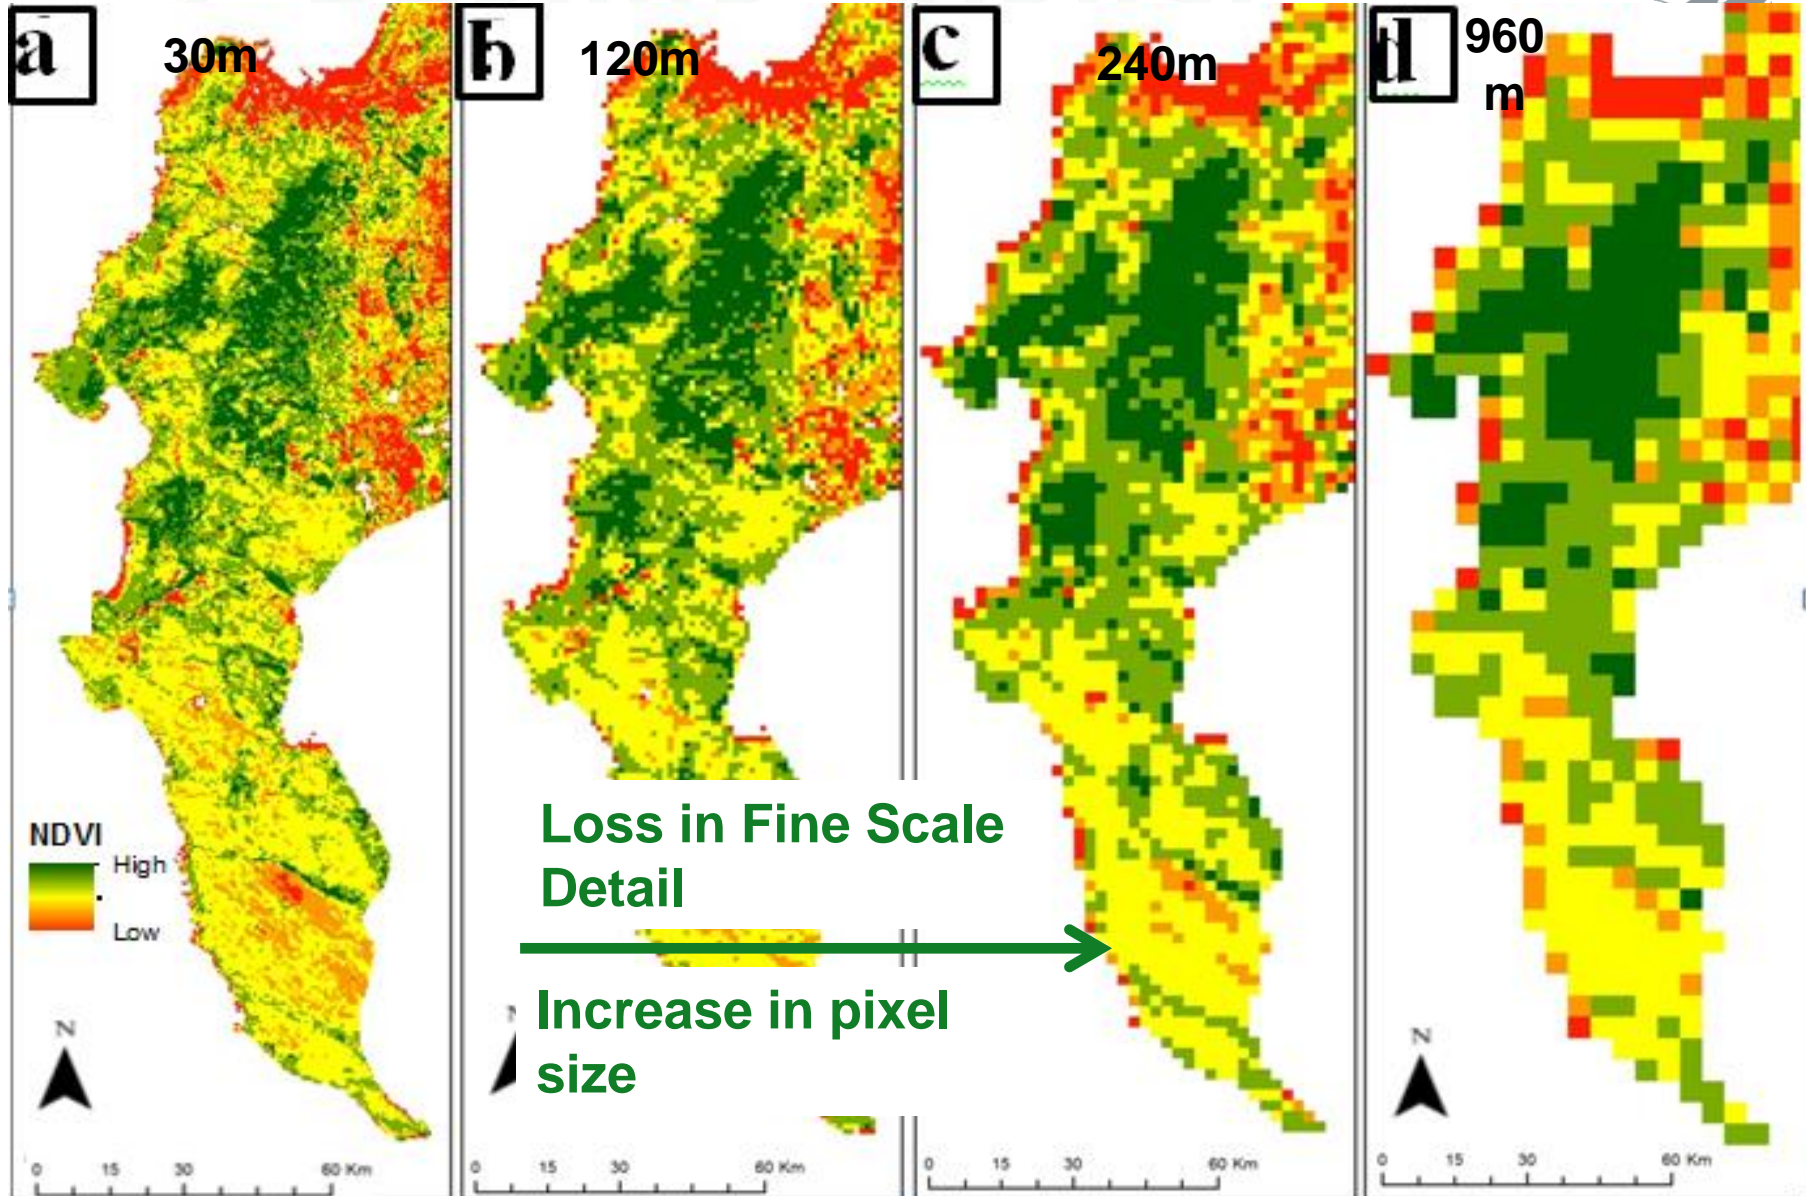 a
30m
b
120m
c
240m
d
960
m
NDVI
High
Low
Loss in Fine Scale
Detail
Increase in pixel
size
N
N
0 15 30 60 Km
0 15 30 60 Km
0 15 30 60 Km
0 15 30 60 Km